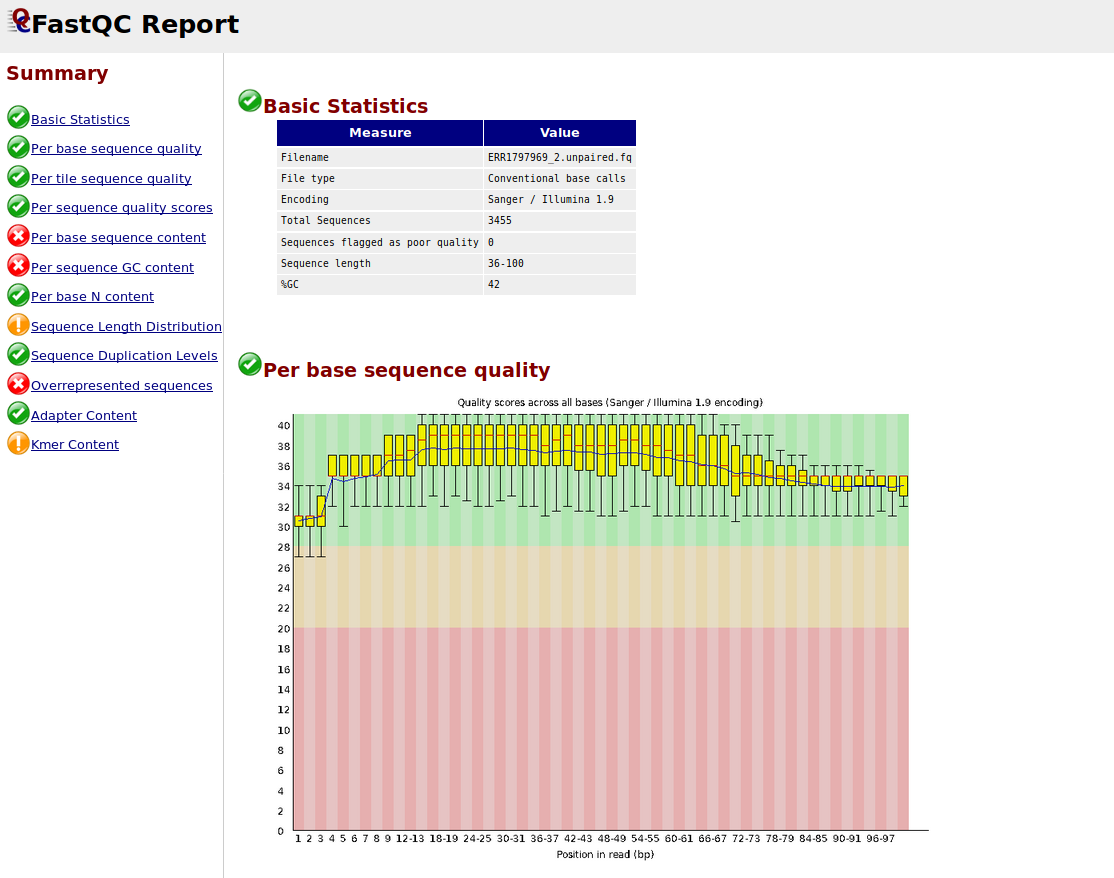 FastQC Report
Summary
Basic Statistics
Per base sequence quality
Per tile sequence quality
Per sequence quality scores
Per base sequence content
Per sequence GC content
Per base N content
Sequence Length Distribution
Sequence Duplication Levels
Overrepresented sequences
Adapter Content
Kmer Content
Basic Statistics
Measure Value
Filename ERR1797969_2.unpaired.fq
File type Conventional base calls
Encoding Sanger / Illumina 1.9
Total Sequences 3455
Sequences flagged as poor quality 0
Sequence length 36-100
%GC 42
Per base sequence quality
Quality scores across all bases (Sanger / Illumina 1.9 encoding)
40
38
36
34
32
30
28
26
24
22
20
18
16
14
12
10
8
6
4
2
0
1 2 3 4 5 6 7 8 9 12-13 18-19 24-25 30-31 36-37 42-43 48-49 54-55 60-61 66-67 72-73 78-79 84-85 90-91 96-97
Position in read (bp)